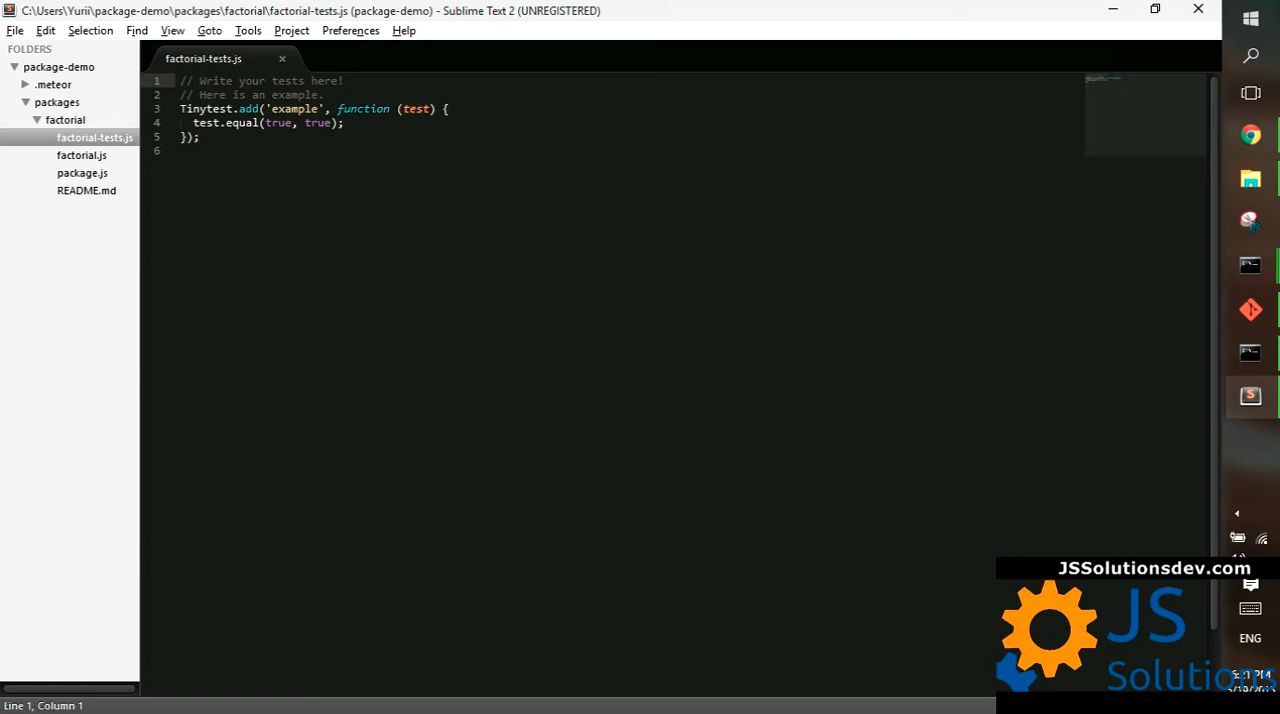 C:\Users\Yurii\package-demo\packages\factorial\factorial-tests.js (package-demo) - Sublime Text 2 (UNREGISTERED)
File Edit Selection Find View Goto Tools Project Preferences Help
FOLDERS
package-demo
.meteor
packages
factorial
factorial-tests.js
factorial.js
package.js
README.md
factorial-tests.js
1 // Write your tests here!
2 // Here is an example.
3 Tinytest.add('example', function (test) {
4 test.equal(true, true);
5 });
6
JSSolutionsdev.com
JS
Solutions
ENG
Line 1, Column 1